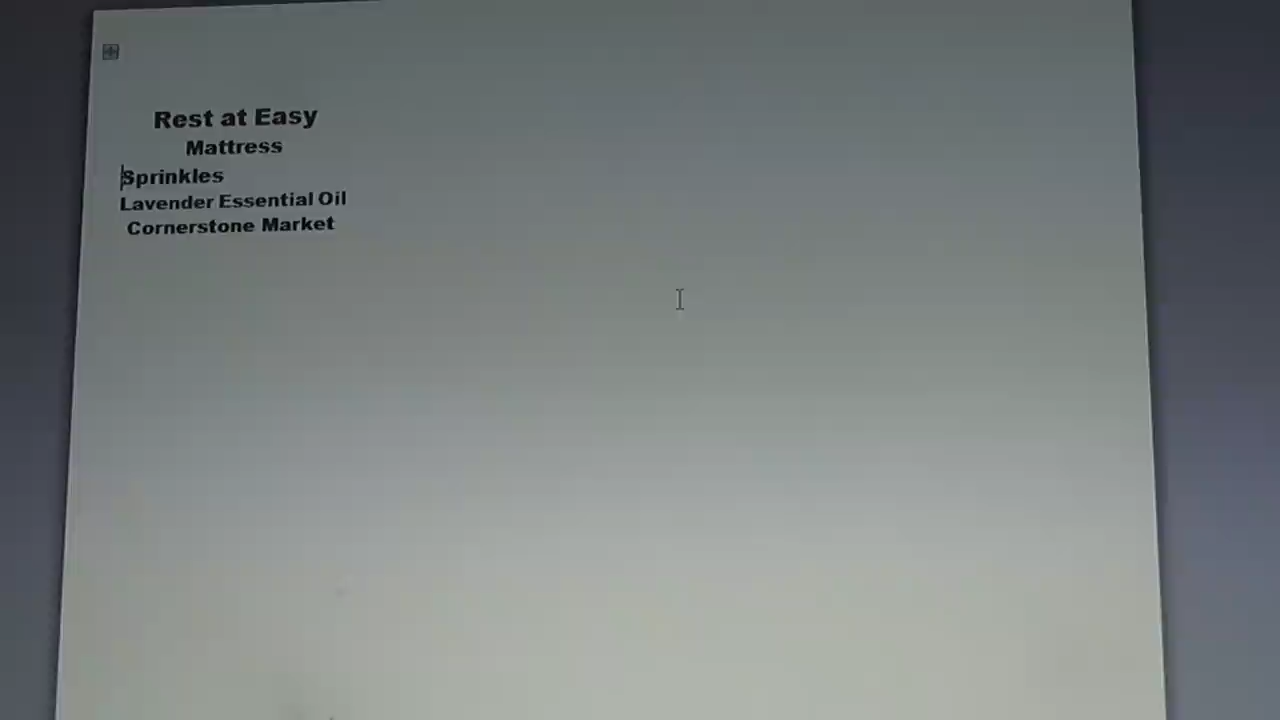 Rest at Easy
Mattress
Sprinkles
Lavender Essential Oil
Cornerstone Market